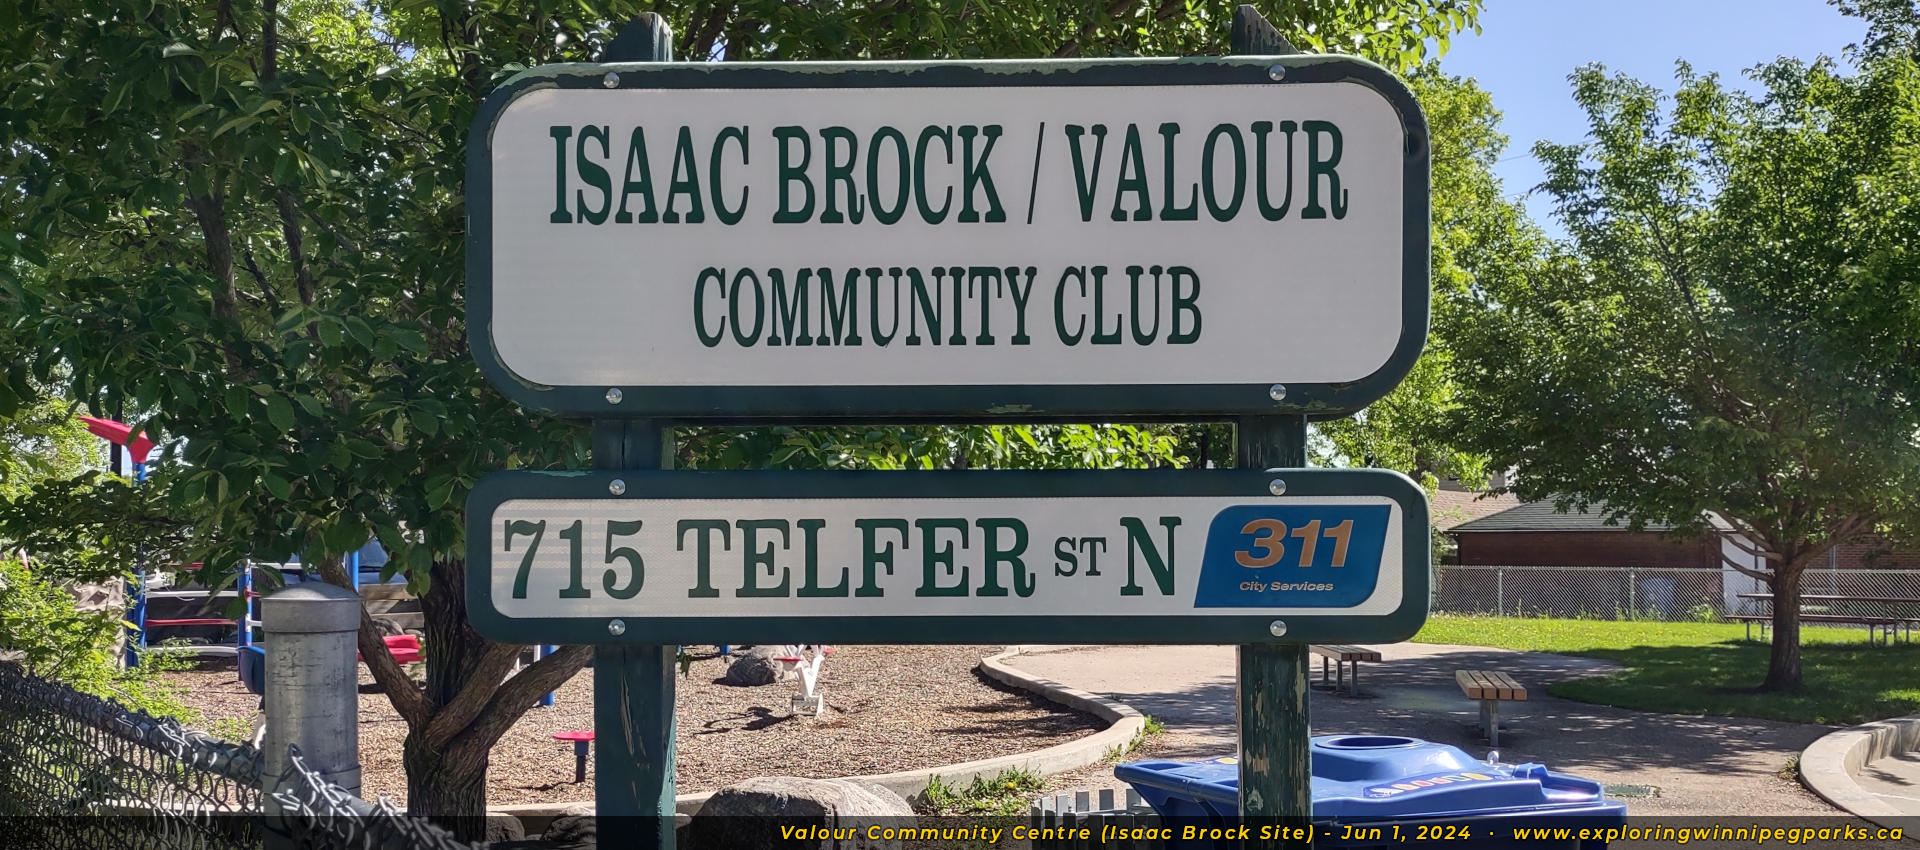 ISAAC BROCK / VALOUR
COMMUNITY CLUB
715 TELFER ST N
311
City Services
Valour Community Centre (Isaac Brock Site) - Jun 1, 2024 · www.exploringwinnipegparks.ca